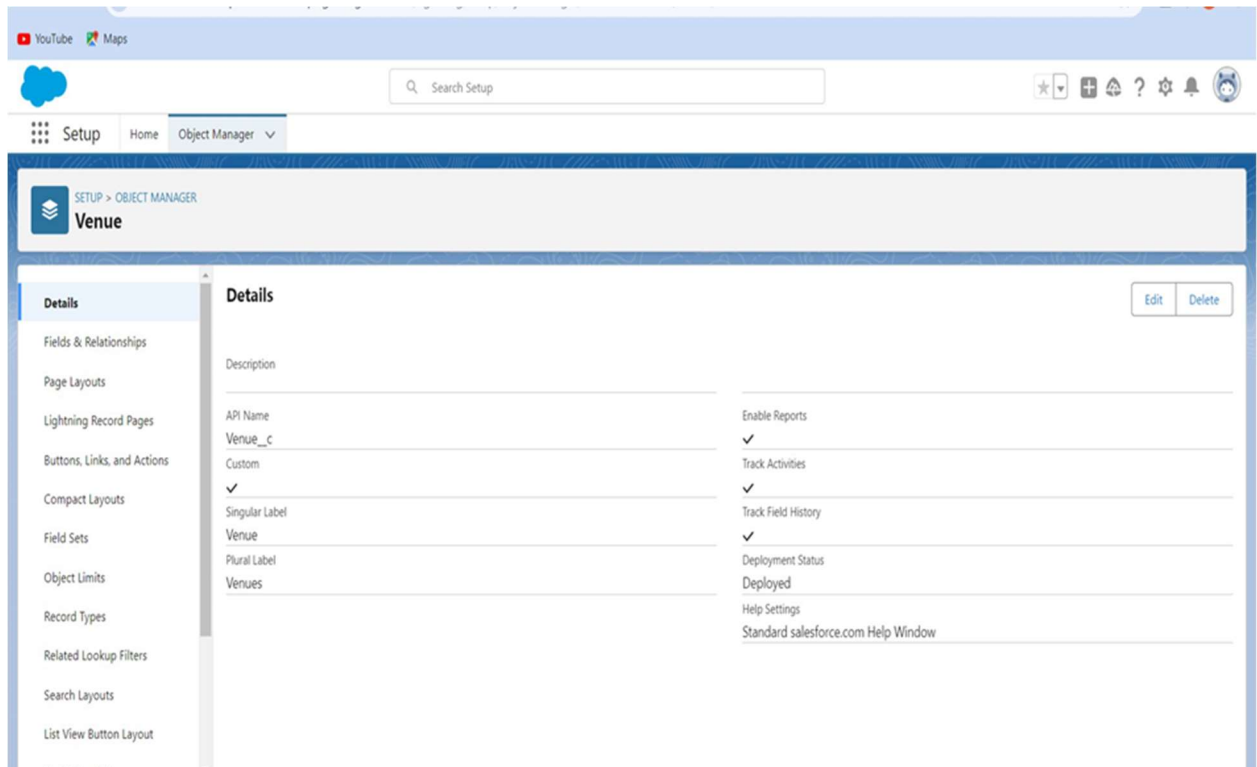 YouTube Maps
Search Setup
Setup Home Object Manager
SETUP > OBJECT MANAGER
Venue
Details
Fields & Relationships
Page Layouts
Lightning Record Pages
Buttons, Links, and Actions
Compact Layouts
Field Sets
Object Limits
Record Types
Related Lookup Filters
Search Layouts
List View Button Layout
Details
Edit Delete
Description
API Name
Venue__c
Custom
Singular Label
Venue
Plural Label
Venues
Enable Reports
Track Activities
Track Field History
Deployment Status
Deployed
Help Settings
Standard salesforce.com Help Window